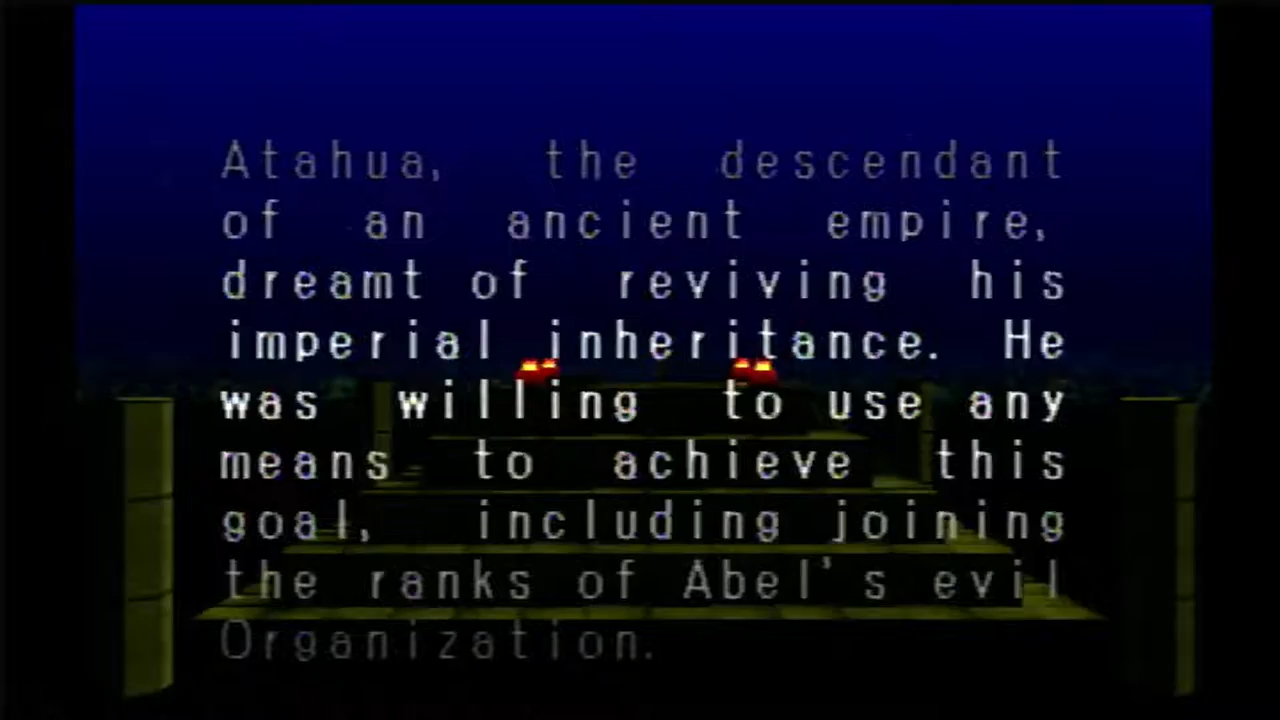 Atahua, the descendant
of an ancient empire,
dreamt of reviving his
imperial inheritance. He
was willing to use any
means to achieve this
goal, including joining
the ranks of Abel's evil
Organization.